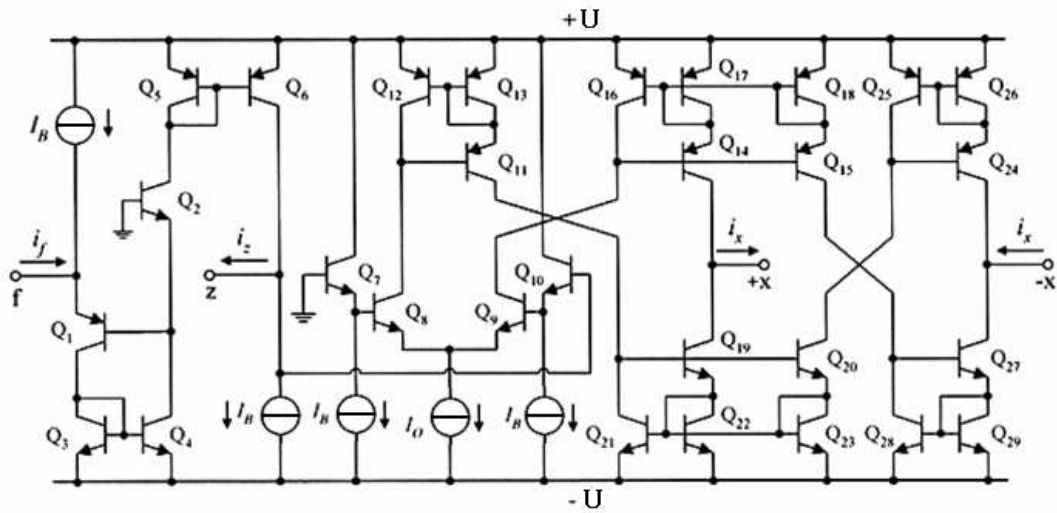 +U
Q5 Q6 Q12 Q13 Q16 Q17 Q18 Q25 Q26
IB
Q11 Q14 Q15 Q24
Q2
if iz Q7 Q10 ix ix
f z +x -x
Q1 Q8 Q9
Q19 Q20 Q27
IB IB IO IB
Q3 Q4 Q21 Q22 Q23 Q28 Q29
-U